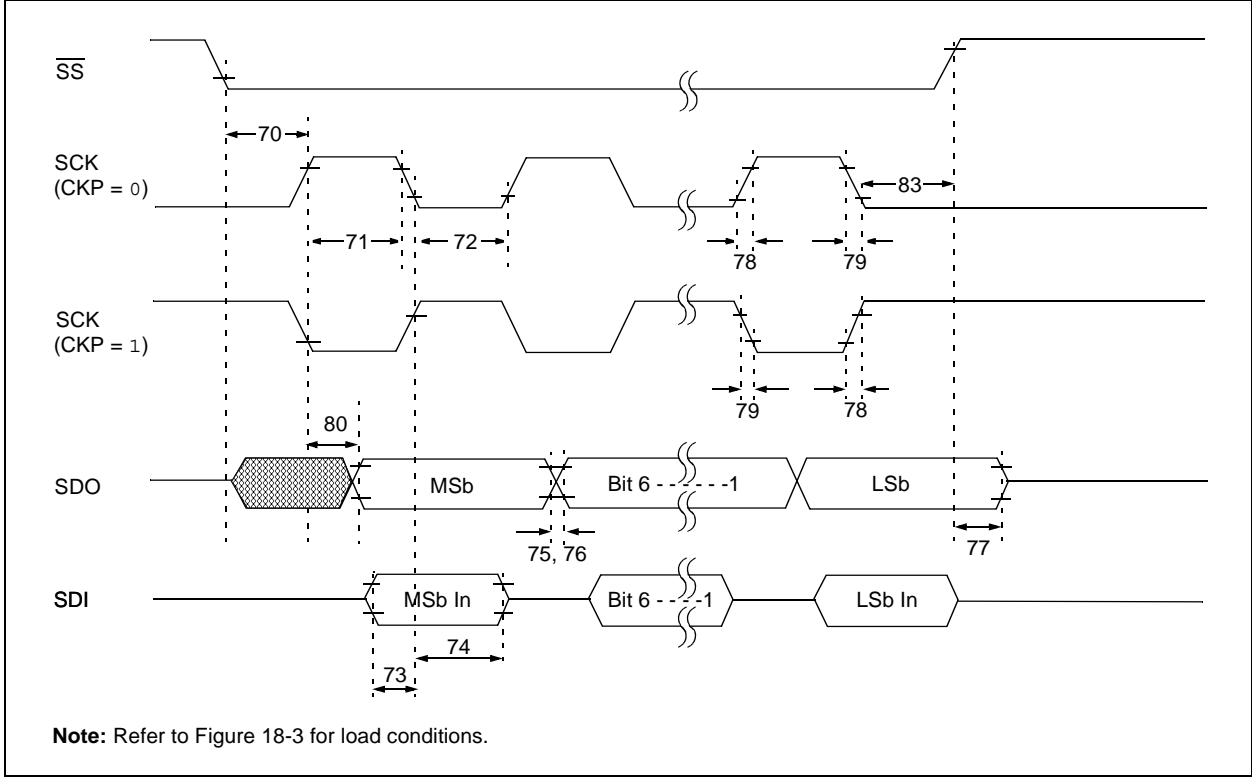 SS
70
SCK
(CKP = 0)
83
71
72
78
79
SCK
(CKP = 1)
79
78
80
SDO
MSb
Bit 6 - - - - - -1
LSb
75, 76
77
SDI
MSb In
Bit 6 - - - -1
LSb In
74
73
Note: Refer to Figure 18-3 for load conditions.